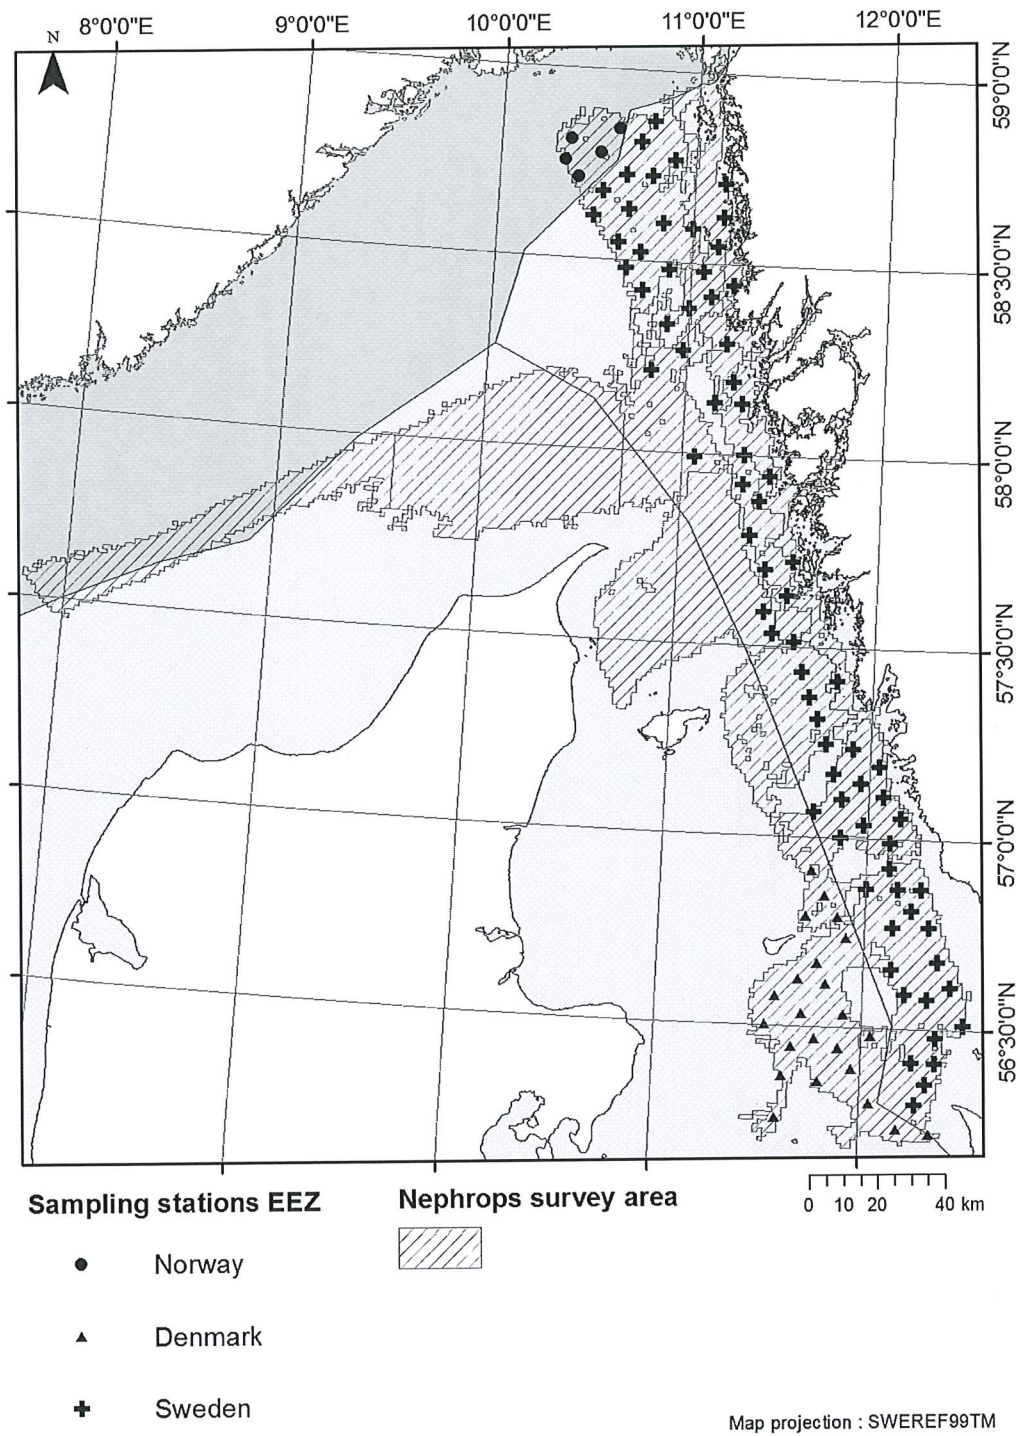 8°0'0"E 9°0'0"E 10°0'0"E 11°0'0"E 12°0'0"E
N
59°0'0"N
58°30'0"N
58°0'0"N
57°30'0"N
57°0'0"N
56°30'0"N
0 10 20 40 km
Sampling stations EEZ
Norway
Denmark
Sweden
Nephrops survey area
Map projection : SWEREF99TM